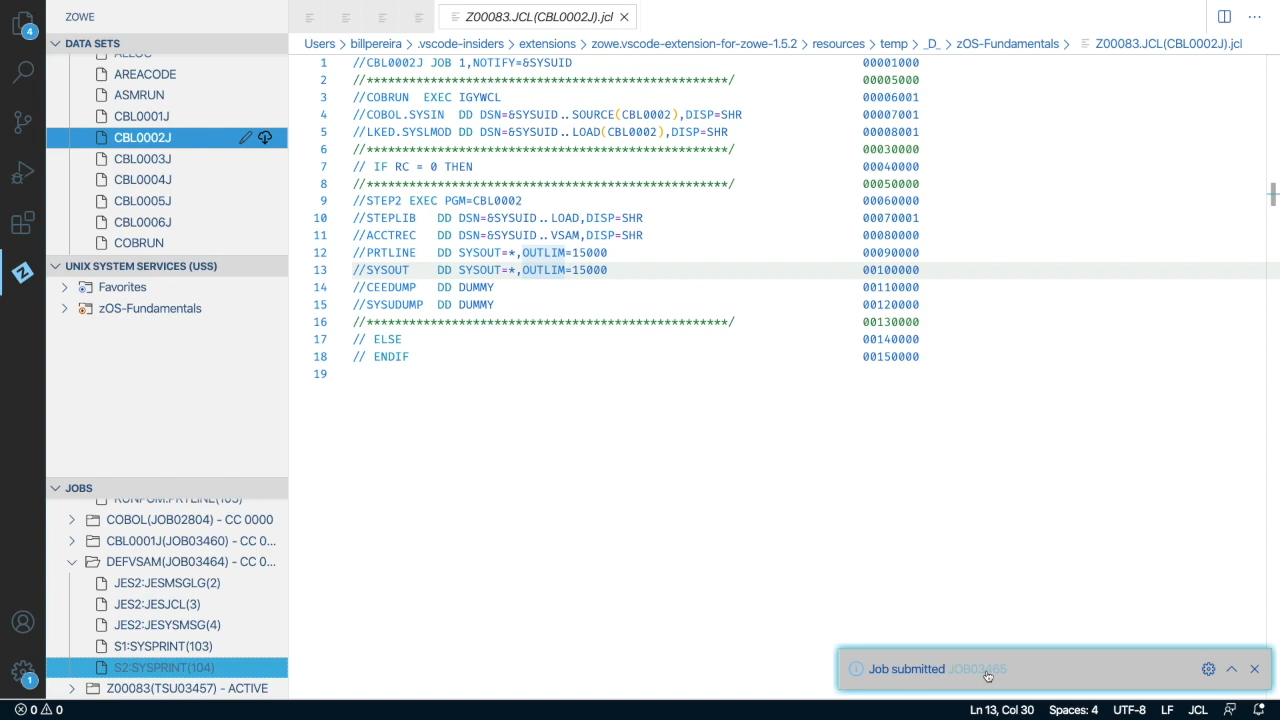 4
ZOWE
Z00083.JCL(CBL0002J).jcl
DATA SETS
Users > billpereira > .vscode-insiders > extensions > zowe.vscode-extension-for-zowe-1.5.2 > resources > temp > _D_ > zOS-Fundamentals > Z00083.JCL(CBL0002J).jcl
ALLOC
AREACODE
ASMRUN
CBL0001J
CBL0002J
CBL0003J
CBL0004J
CBL0005J
CBL0006J
COBRUN
UNIX SYSTEM SERVICES (USS)
Favorites
zOS-Fundamentals
1 //CBL0002J JOB 1,NOTIFY=&SYSUID 00001000
2 //***************************************************/ 00005000
3 //COBRUN  EXEC IGYWCL 00006001
4 //COBOL.SYSIN  DD DSN=&SYSUID..SOURCE(CBL0002),DISP=SHR 00007001
5 //LKED.SYSLMOD DD DSN=&SYSUID..LOAD(CBL0002),DISP=SHR 00008001
6 //***************************************************/ 00030000
7 // IF RC = 0 THEN 00040000
8 //***************************************************/ 00050000
9 //STEP2 EXEC PGM=CBL0002 00060000
10 //STEPLIB   DD DSN=&SYSUID..LOAD,DISP=SHR 00070001
11 //ACCTREC   DD DSN=&SYSUID..VSAM,DISP=SHR 00080000
12 //PRTLINE   DD SYSOUT=*,OUTLIM=15000 00090000
13 //SYSOUT    DD SYSOUT=*,OUTLIM=15000 00100000
14 //CEEDUMP   DD DUMMY 00110000
15 //SYSUDUMP  DD DUMMY 00120000
16 //***************************************************/ 00130000
17 // ELSE 00140000
18 // ENDIF 00150000
19
JOBS
RUNPGM:PRTLINE(103)
COBOL(JOB02804) - CC 0000
CBL0001J(JOB03460) - CC 0...
DEFVSAM(JOB03464) - CC 0...
JES2:JESMSGLG(2)
JES2:JESJCL(3)
JES2:JESYSMSG(4)
S1:SYSPRINT(103)
S2:SYSPRINT(104)
Z00083(TSU03457) - ACTIVE
Job submitted JOB03465
1
0 0
Ln 13, Col 30 Spaces: 4 UTF-8 LF JCL